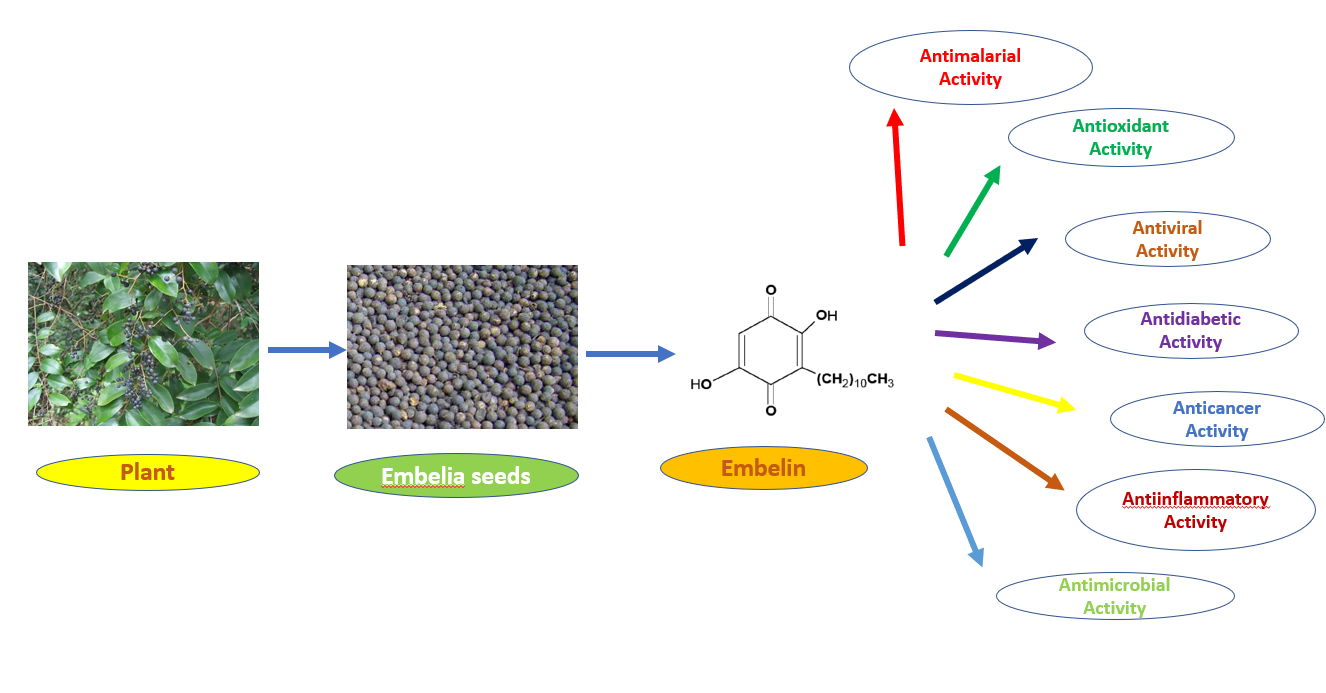 Antimalarial
Activity
Antioxidant
Activity
Antiviral
Activity
Antidiabetic
Activity
Anticancer
Activity
Antiinflammatory
Activity
Antimicrobial
Activity
O
OH
HO
(CH₂)₁₀CH₃
O
Plant
Embelia seeds
Embelin